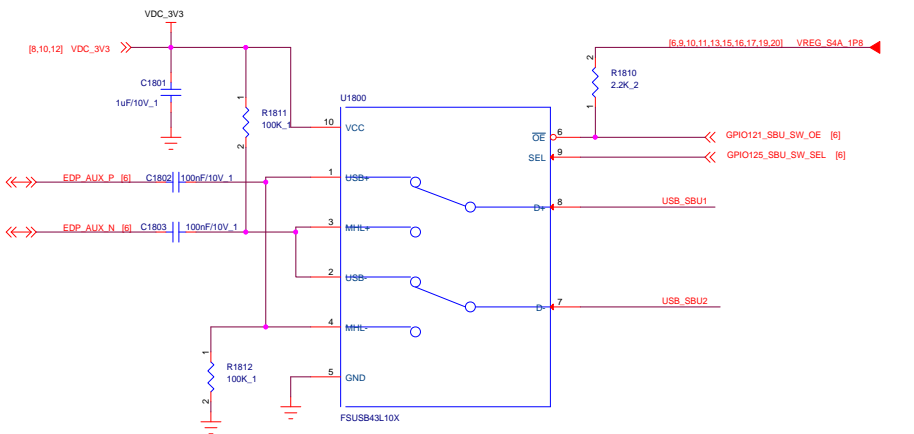 VDC_3V3
[8,10,12] VDC_3V3
[6,9,10,11,13,15,16,17,19,20] VREG_S4A_1P8
C1801
1uF/10V_1
1
R1811
100K_1
2
2
R1810
2.2K_2
1
U1800
10 VCC
OE 6
GPIO121_SBU_SW_OE [6]
SEL 9
GPIO125_SBU_SW_SEL [6]
EDP_AUX_P [6]
C1802
100nF/10V_1
1 USB+
D+ 8
USB_SBU1
EDP_AUX_N [6]
C1803
100nF/10V_1
3 MHL+
2 USB-
D- 7
USB_SBU2
4 MHL-
1
R1812
100K_1
2
5 GND
FSUSB43L10X